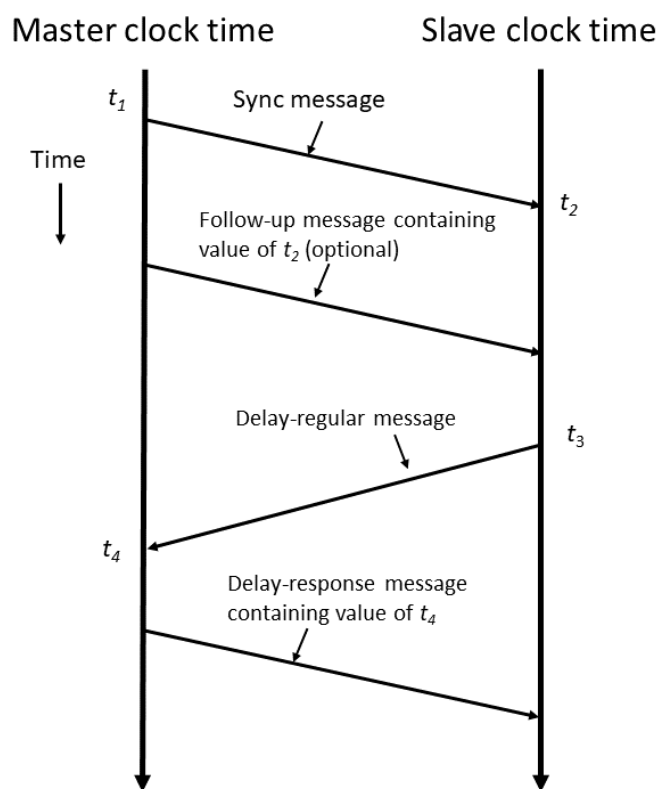 Master clock time
Slave clock time
t1
Sync message
Time
t2
Follow-up message containing
value of t2 (optional)
Delay-regular message
t3
t4
Delay-response message
containing value of t4